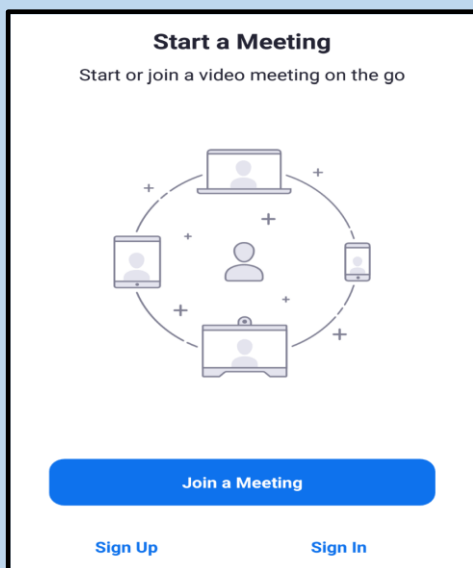 Start a Meeting
Start or join a video meeting on the go
Join a Meeting
Sign Up Sign In